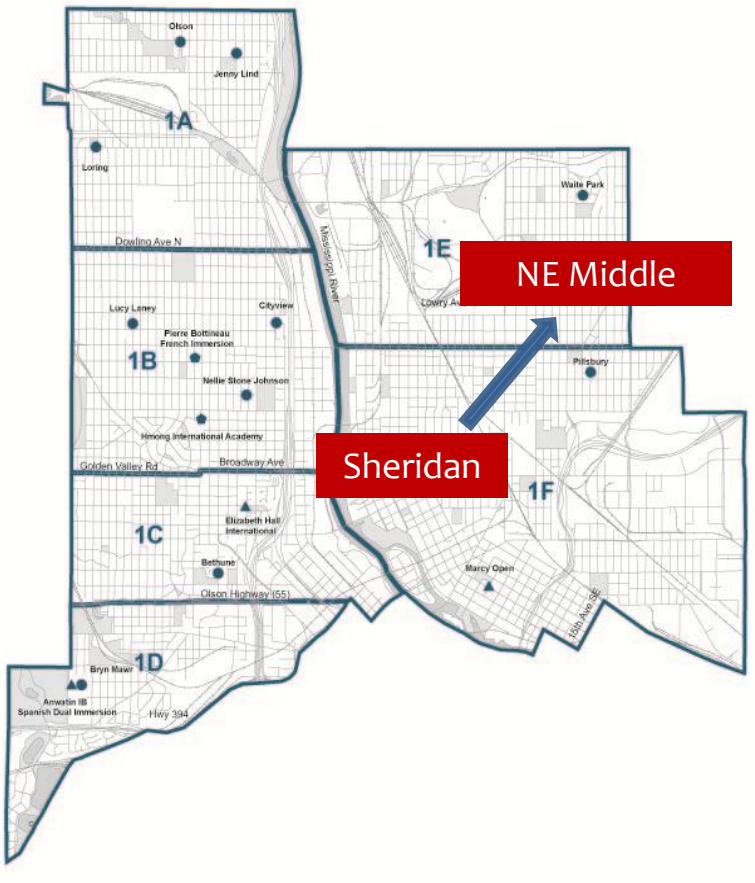 Olson
Jenny Lind
1A
Loring
Dowling Ave N
Mississippi River
Waite Park
1E
NE Middle
Lowry Av
Lucy Laney
Cityview
Pierre Bottineau
French Immersion
1B
Nellie Stone Johnson
Hmong International Academy
Pillsbury
Golden Valley Rd
Broadway Ave
Sheridan
1F
1C
Elizabeth Hall
International
Bethune
Olson Highway (55)
Marcy Open
15th Ave SE
1D
Bryn Mawr
Anwatin IB
Spanish Dual Immersion
Hwy 394